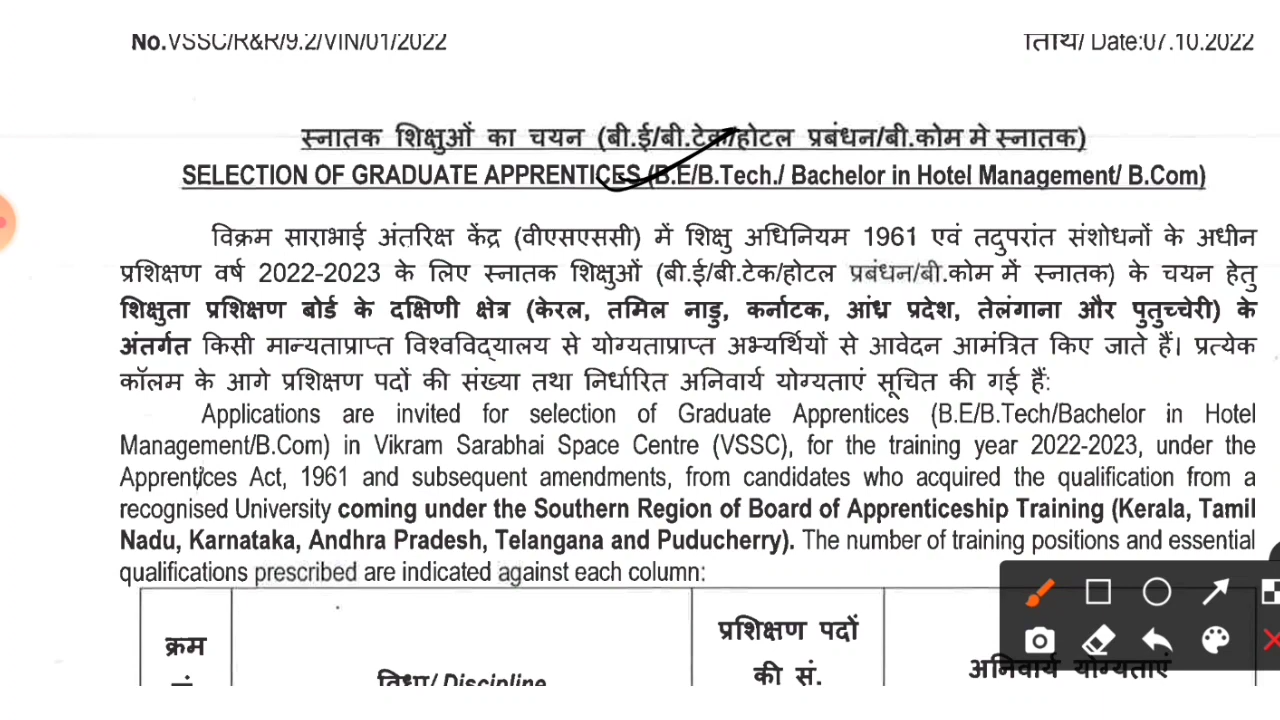 No.VSSC/R&R/9.2/VIN/01/2022
तिथि/ Date:07.10.2022
स्नातक शिक्षुओं का चयन (बी.ई/बी.टेक/होटल प्रबंधन/बी.कोम मे स्नातक)
SELECTION OF GRADUATE APPRENTICES (B.E/B.Tech./ Bachelor in Hotel Management/ B.Com)
विक्रम साराभाई अंतरिक्ष केंद्र (वीएसएससी) में शिक्षु अधिनियम 1961 एवं तदुपरांत संशोधनों के अधीन
प्रशिक्षण वर्ष 2022-2023 के लिए स्नातक शिक्षुओं (बी.ई/बी.टेक/होटल प्रबंधन/बी.कोम में स्नातक) के चयन हेतु
शिक्षुता प्रशिक्षण बोर्ड के दक्षिणी क्षेत्र (केरल, तमिल नाडु, कर्नाटक, आंध्र प्रदेश, तेलंगाना और पुतुच्चेरी) के
अंतर्गत किसी मान्यताप्राप्त विश्वविद्यालय से योग्यताप्राप्त अभ्यर्थियों से आवेदन आमंत्रित किए जाते हैं। प्रत्येक
कॉलम के आगे प्रशिक्षण पदों की संख्या तथा निर्धारित अनिवार्य योग्यताएं सूचित की गई हैं:
Applications are invited for selection of Graduate Apprentices (B.E/B.Tech/Bachelor in Hotel
Management/B.Com) in Vikram Sarabhai Space Centre (VSSC), for the training year 2022-2023, under the
Apprentices Act, 1961 and subsequent amendments, from candidates who acquired the qualification from a
recognised University coming under the Southern Region of Board of Apprenticeship Training (Kerala, Tamil
Nadu, Karnataka, Andhra Pradesh, Telangana and Puducherry). The number of training positions and essential
qualifications prescribed are indicated against each column:
क्रम
प्रशिक्षण पदों
की सं.
/ Discipline
अनिवार्य योग्यताएं